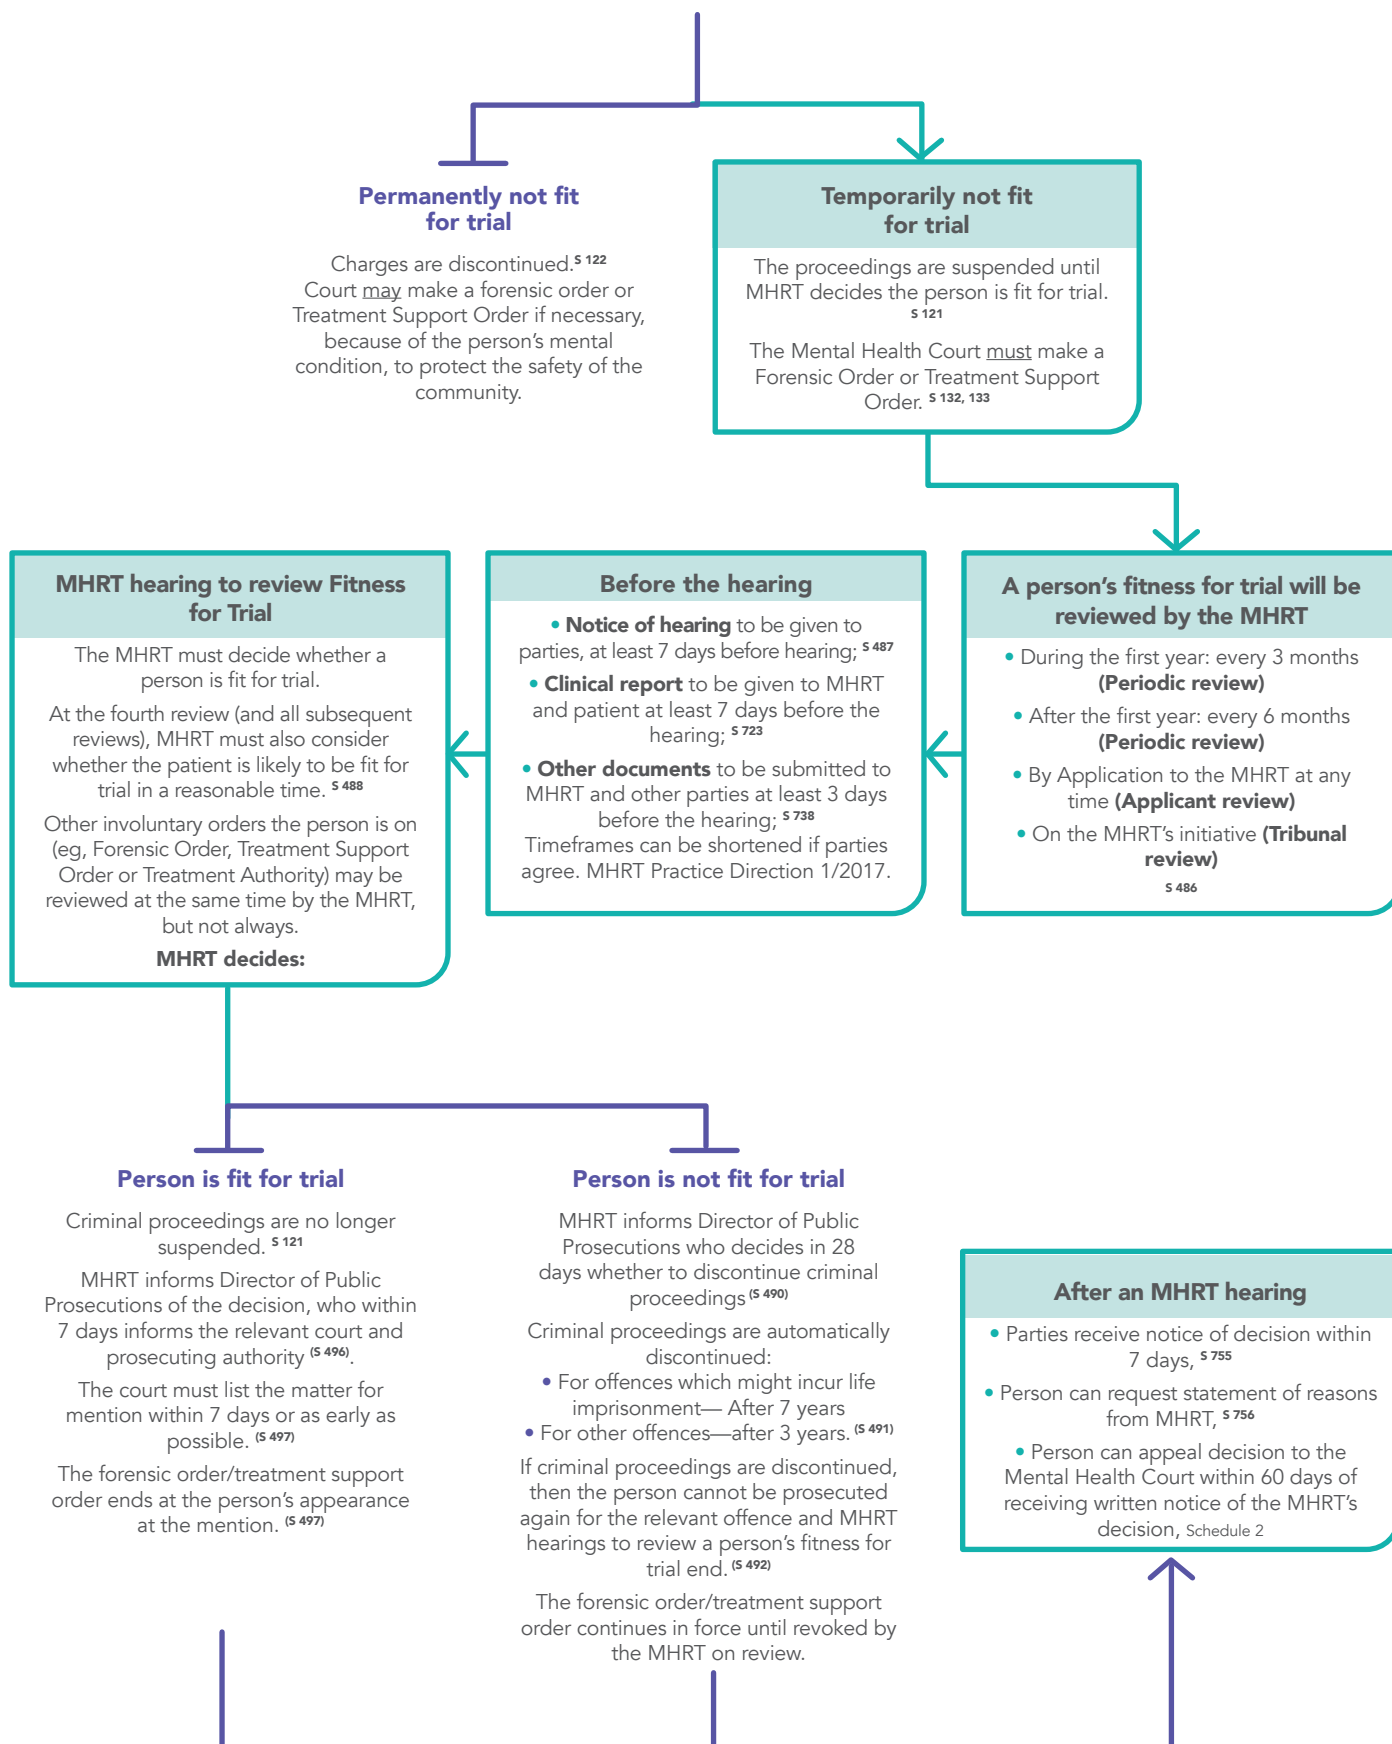 Permanently not fit
for trial
Charges are discontinued.S 122
Court may make a forensic order or
Treatment Support Order if necessary,
because of the person's mental
condition, to protect the safety of the
community.
Temporarily not fit
for trial
The proceedings are suspended until
MHRT decides the person is fit for trial.
S 121
The Mental Health Court must make a
Forensic Order or Treatment Support
Order. S 132, 133
MHRT hearing to review Fitness
for Trial
The MHRT must decide whether a
person is fit for trial.
At the fourth review (and all subsequent
reviews), MHRT must also consider
whether the patient is likely to be fit for
trial in a reasonable time. S 488
Other involuntary orders the person is on
(eg, Forensic Order, Treatment Support
Order or Treatment Authority) may be
reviewed at the same time by the MHRT,
but not always.
MHRT decides:
Before the hearing
• Notice of hearing to be given to
parties, at least 7 days before hearing; S 487
• Clinical report to be given to MHRT
and patient at least 7 days before the
hearing; S 723
• Other documents to be submitted to
MHRT and other parties at least 3 days
before the hearing; S 738
Timeframes can be shortened if parties
agree. MHRT Practice Direction 1/2017.
A person's fitness for trial will be
reviewed by the MHRT
• During the first year: every 3 months
(Periodic review)
• After the first year: every 6 months
(Periodic review)
• By Application to the MHRT at any
time (Applicant review)
• On the MHRT's initiative (Tribunal
review)
S 486
Person is fit for trial
Criminal proceedings are no longer
suspended. S 121
MHRT informs Director of Public
Prosecutions of the decision, who within
7 days informs the relevant court and
prosecuting authority (S 496).
The court must list the matter for
mention within 7 days or as early as
possible. (S 497)
The forensic order/treatment support
order ends at the person's appearance
at the mention. (S 497)
Person is not fit for trial
MHRT informs Director of Public
Prosecutions who decides in 28
days whether to discontinue criminal
proceedings (S 490)
Criminal proceedings are automatically
discontinued:
• For offences which might incur life
imprisonment— After 7 years
• For other offences—after 3 years. (S 491)
If criminal proceedings are discontinued,
then the person cannot be prosecuted
again for the relevant offence and MHRT
hearings to review a person's fitness for
trial end. (S 492)
The forensic order/treatment support
order continues in force until revoked by
the MHRT on review.
After an MHRT hearing
• Parties receive notice of decision within
7 days, S 755
• Person can request statement of reasons
from MHRT, S 756
• Person can appeal decision to the
Mental Health Court within 60 days of
receiving written notice of the MHRT's
decision, Schedule 2